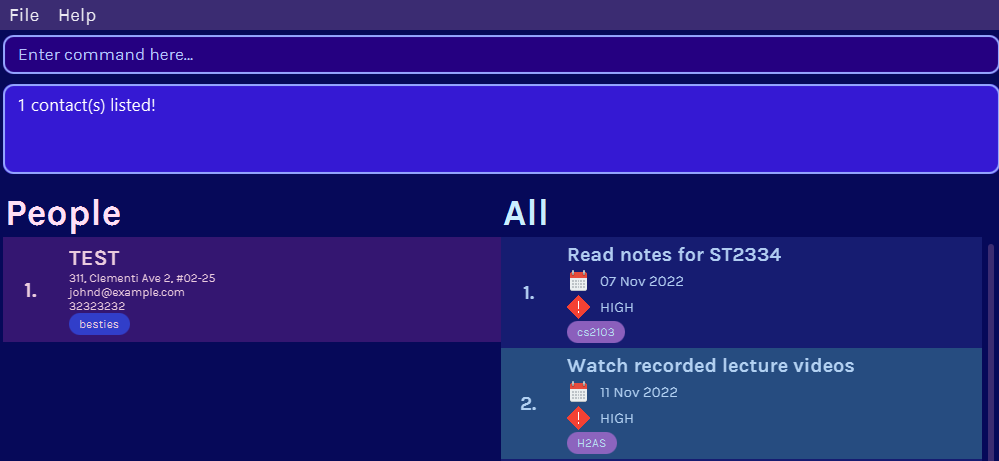 File Help
Enter command here...
1 contact(s) listed!
People
1.
TEST
311, Clementi Ave 2, #02-25
johnd@example.com
32323232
besties
All
1.
Read notes for ST2334
07 Nov 2022
HIGH
cs2103
2.
Watch recorded lecture videos
11 Nov 2022
HIGH
H2AS